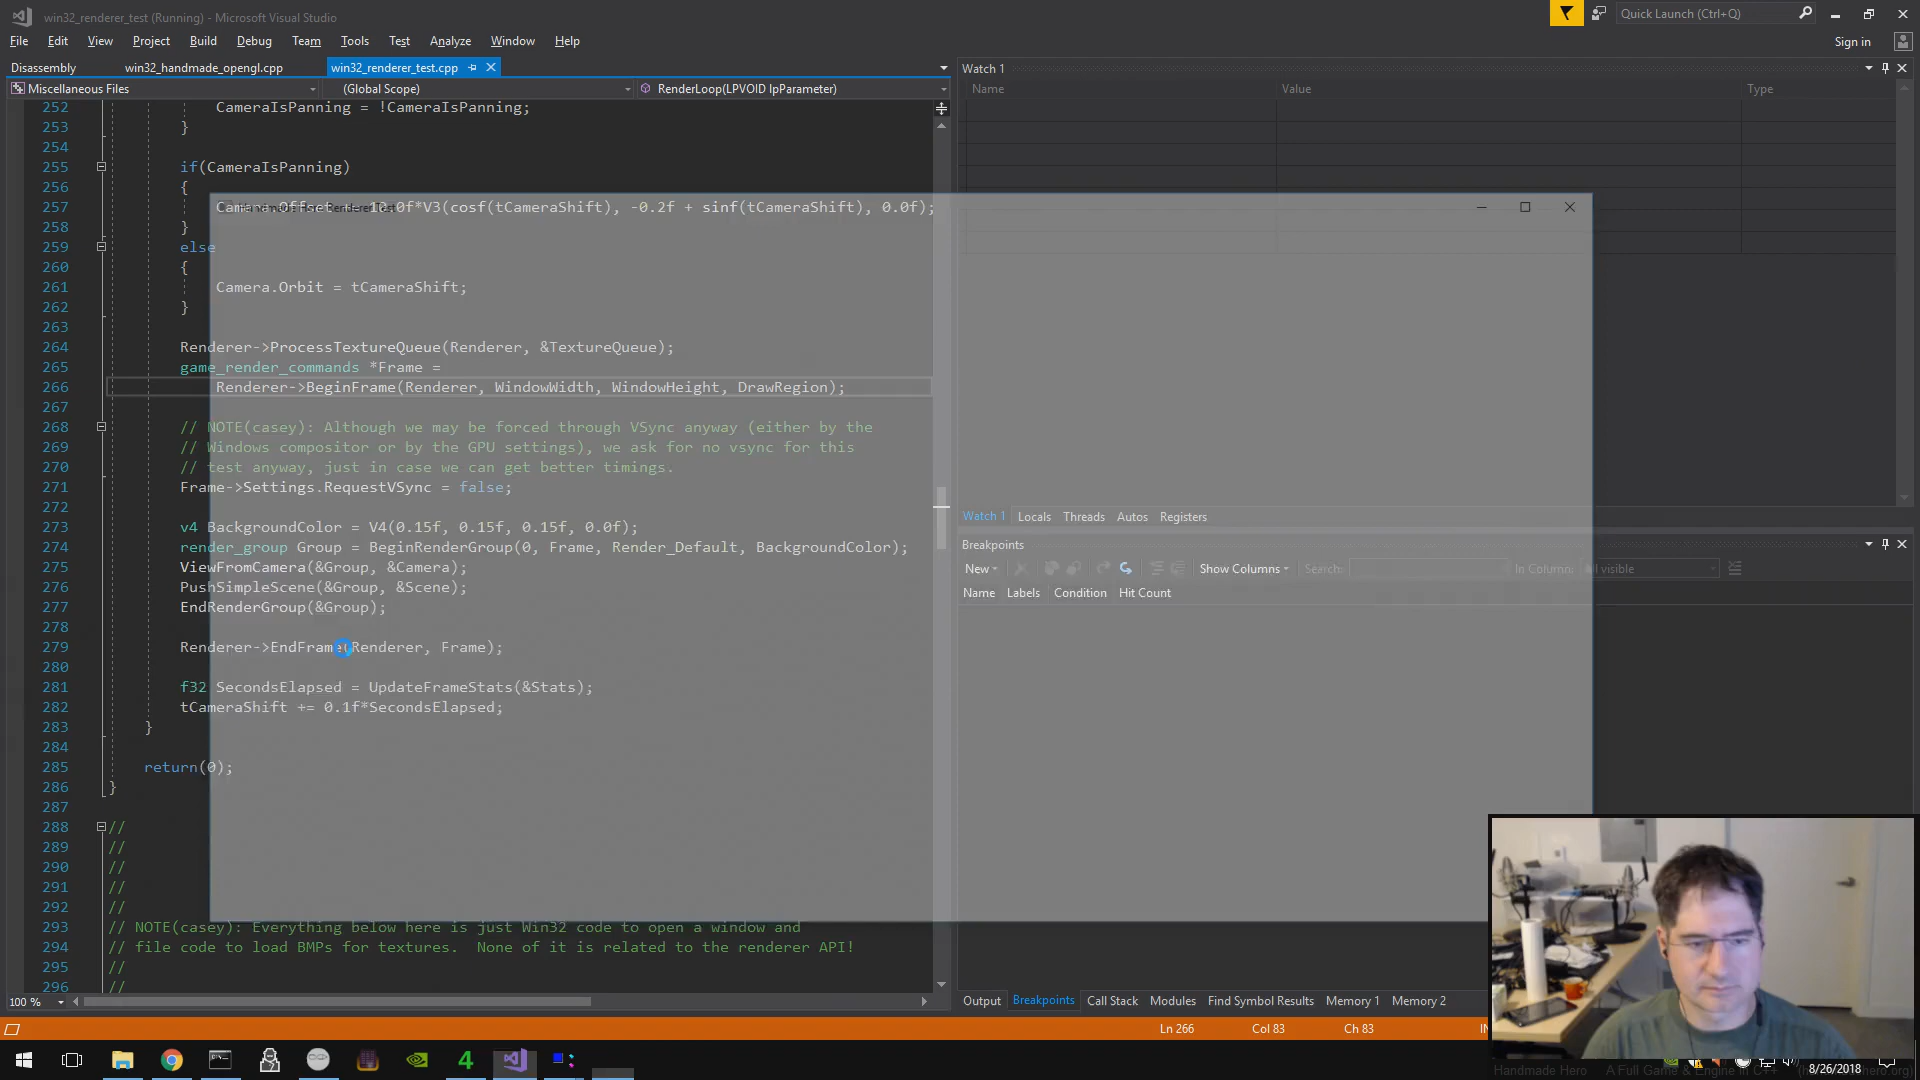 win32_renderer_test (Running) - Microsoft Visual Studio
Quick Launch (Ctrl+Q)
File Edit View Project Build Debug Team Tools Test Analyze Window Help
Sign in
Disassembly win32_handmade_opengl.cpp win32_renderer_test.cpp
Miscellaneous Files (Global Scope) RenderLoop(LPVOID lpParameter)
252 CameraIsPanning = !CameraIsPanning;
253 }
254
255 if(CameraIsPanning)
256 {
257 Camera.Offset += 10.0f*V3(cosf(tCameraShift), -0.2f + sinf(tCameraShift), 0.0f);
258 }
259 else
260 {
261 Camera.Orbit = tCameraShift;
262 }
263
264 Renderer->ProcessTextureQueue(Renderer, &TextureQueue);
265 game_render_commands *Frame =
266 Renderer->BeginFrame(Renderer, WindowWidth, WindowHeight, DrawRegion);
267
268 // NOTE(casey): Although we may be forced through VSync anyway (either by the
269 // Windows compositor or by the GPU settings), we ask for no vsync for this
270 // test anyway, just in case we can get better timings.
271 Frame->Settings.RequestVSync = false;
272
273 v4 BackgroundColor = V4(0.15f, 0.15f, 0.15f, 0.0f);
274 render_group Group = BeginRenderGroup(0, Frame, Render_Default, BackgroundColor);
275 ViewFromCamera(&Group, &Camera);
276 PushSimpleScene(&Group, &Scene);
277 EndRenderGroup(&Group);
278
279 Renderer->EndFrame(Renderer, Frame);
280
281 f32 SecondsElapsed = UpdateFrameStats(&Stats);
282 tCameraShift += 0.1f*SecondsElapsed;
283 }
284
285 return(0);
286 }
287
288 //
289 //
290 //
291 //
292 //
293 // NOTE(casey): Everything below here is just Win32 code to open a window and
294 // file code to load BMPs for textures.  None of it is related to the renderer API!
295 //
296 //
100 %
Watch 1
Name Value Type
Watch 1 Locals Threads Autos Registers
Breakpoints
New Show Columns Search: In Column: visible
Name Labels Condition Hit Count
Output Breakpoints Call Stack Modules Find Symbol Results Memory 1 Memory 2
Ln 266 Col 83 Ch 83
8/26/2018
Handmade Hero A Full Game & Engine in C++